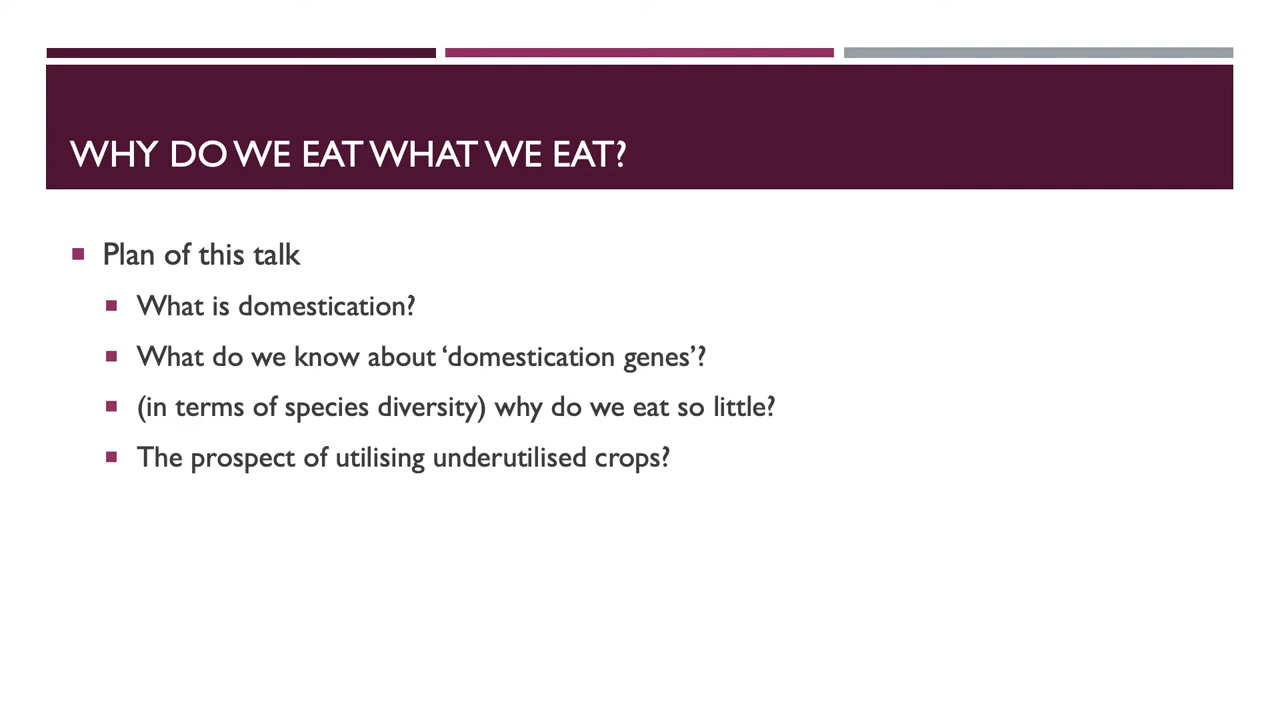 WHY DO WE EAT WHAT WE EAT?
Plan of this talk
What is domestication?
What do we know about ‘domestication genes’?
(in terms of species diversity) why do we eat so little?
The prospect of utilising underutilised crops?